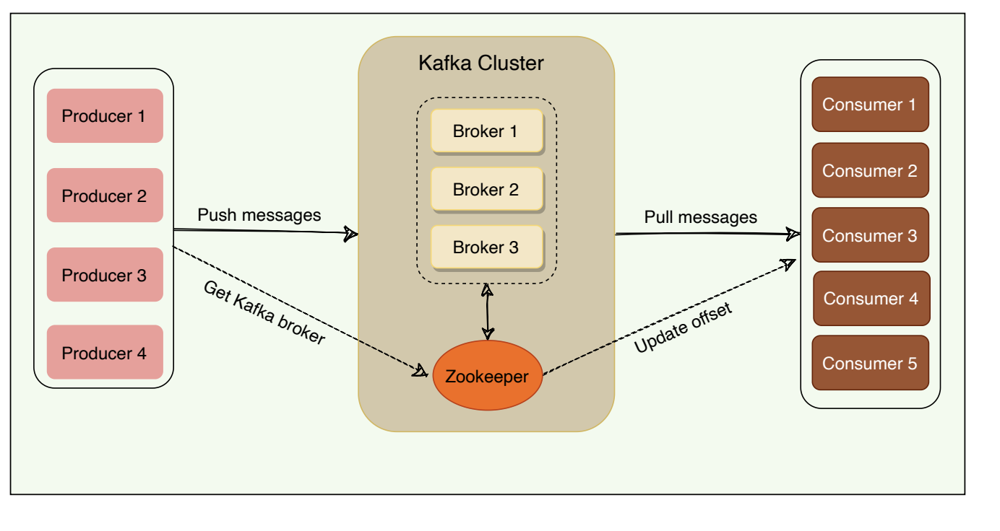 Kafka Cluster
Producer 1
Producer 2
Producer 3
Producer 4
Push messages
Get Kafka broker
Broker 1
Broker 2
Broker 3
Zookeeper
Pull messages
Update offset
Consumer 1
Consumer 2
Consumer 3
Consumer 4
Consumer 5